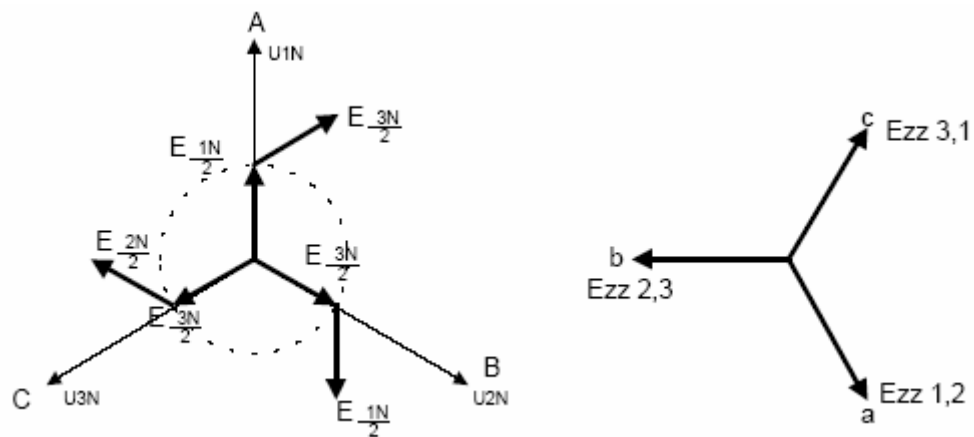 A
U1N
E 3N/2
E 1N/2
E 2N/2
E 3N/2
E 3N/2
C
U3N
B
U2N
E 1N/2
c
Ezz 3,1
b
Ezz 2,3
Ezz 1,2
a